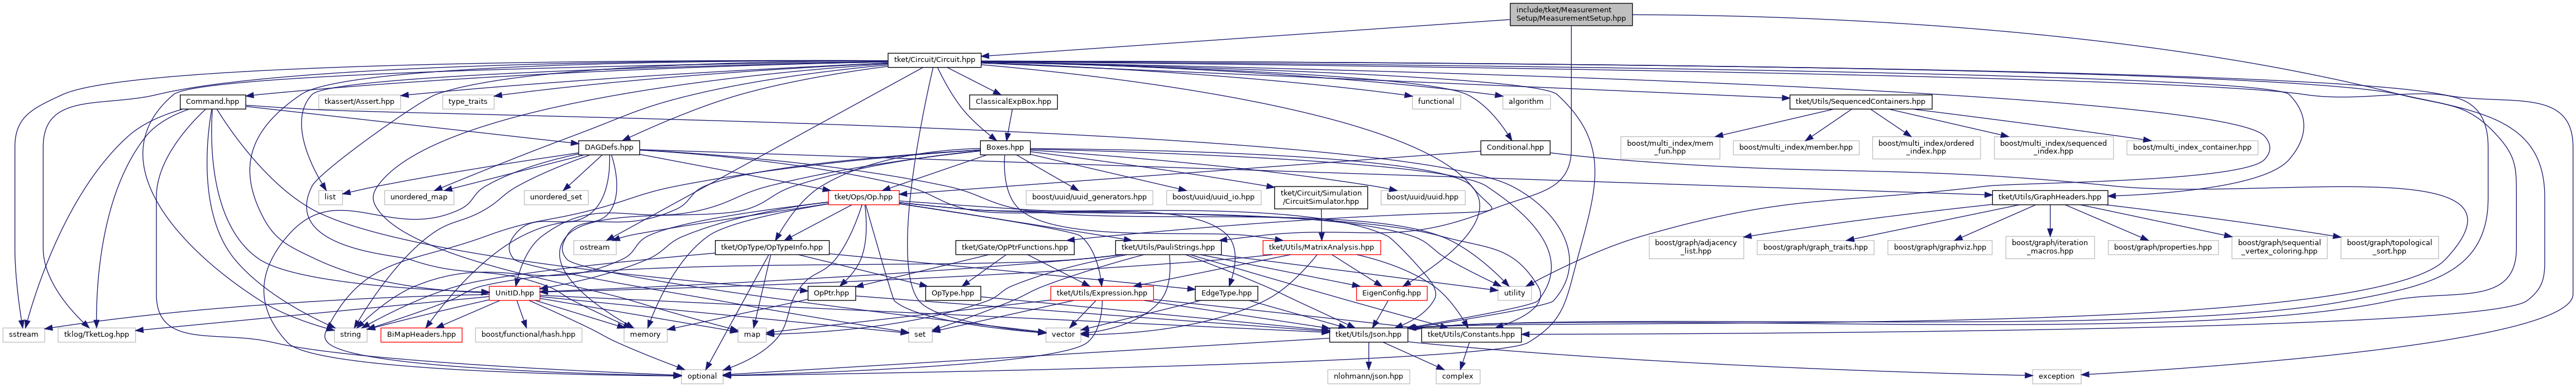 include/tket/Measurement
Setup/MeasurementSetup.hpp
tket/Circuit/Circuit.hpp
Command.hpp
tkassert/Assert.hpp
type_traits
ClassicalExpBox.hpp
functional
algorithm
tket/Utils/SequencedContainers.hpp
DAGDefs.hpp
Boxes.hpp
Conditional.hpp
boost/multi_index/mem
_fun.hpp
boost/multi_index/member.hpp
boost/multi_index/ordered
_index.hpp
boost/multi_index/sequenced
_index.hpp
boost/multi_index_container.hpp
list
unordered_map
unordered_set
tket/Ops/Op.hpp
boost/uuid/uuid_generators.hpp
boost/uuid/uuid_io.hpp
tket/Circuit/Simulation
/CircuitSimulator.hpp
boost/uuid/uuid.hpp
tket/Utils/GraphHeaders.hpp
ostream
tket/OpType/OpTypeInfo.hpp
tket/Gate/OpPtrFunctions.hpp
tket/Utils/PauliStrings.hpp
tket/Utils/MatrixAnalysis.hpp
boost/graph/adjacency
_list.hpp
boost/graph/graph_traits.hpp
boost/graph/graphviz.hpp
boost/graph/iteration
_macros.hpp
boost/graph/properties.hpp
boost/graph/sequential
_vertex_coloring.hpp
boost/graph/topological
_sort.hpp
UnitID.hpp
OpPtr.hpp
OpType.hpp
tket/Utils/Expression.hpp
EdgeType.hpp
EigenConfig.hpp
utility
sstream
tklog/TketLog.hpp
string
BiMapHeaders.hpp
boost/functional/hash.hpp
memory
map
set
vector
tket/Utils/Json.hpp
tket/Utils/Constants.hpp
optional
nlohmann/json.hpp
complex
exception